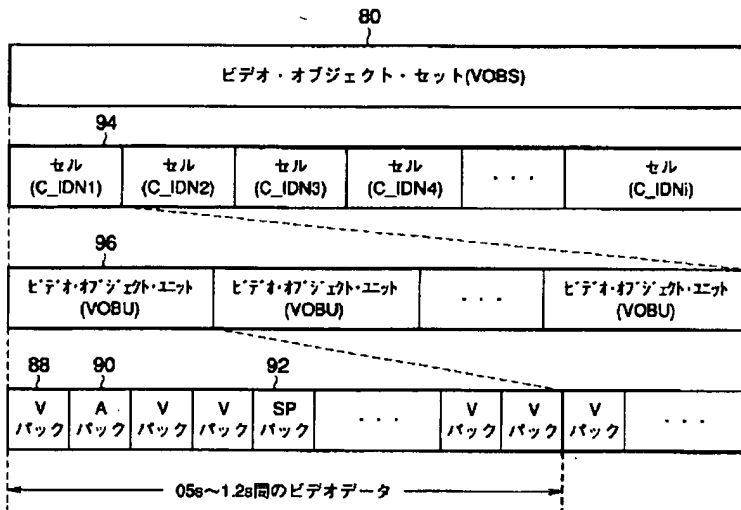 80
ビデオ・オブジェクト・セット(VOBS)
94
セル セル セル セル セル
(C_IDN1) (C_IDN2) (C_IDN3) (C_IDN4) ・・・ (C_IDNi)
96
ビデオ・オブジェクト・ユニット ビデオ・オブジェクト・ユニット ビデオ・オブジェクト・ユニット
(VOBU) (VOBU) ・・・ (VOBU)
88 90 92
V A V V SP V V V
パック パック パック パック パック ・・・ パック パック パック ・・・
05s～1.2s間のビデオデータ